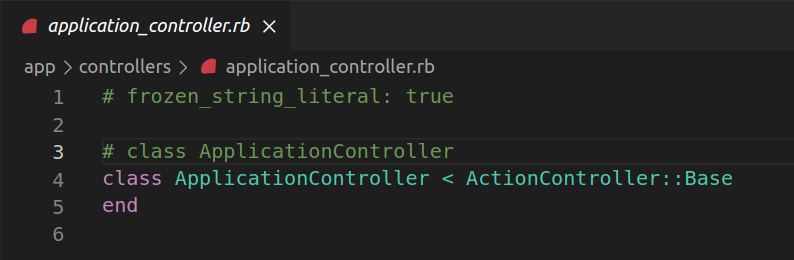 application_controller.rb ×
app > controllers > application_controller.rb
1 # frozen_string_literal: true
2
3 # class ApplicationController
4 class ApplicationController < ActionController::Base
5 end
6